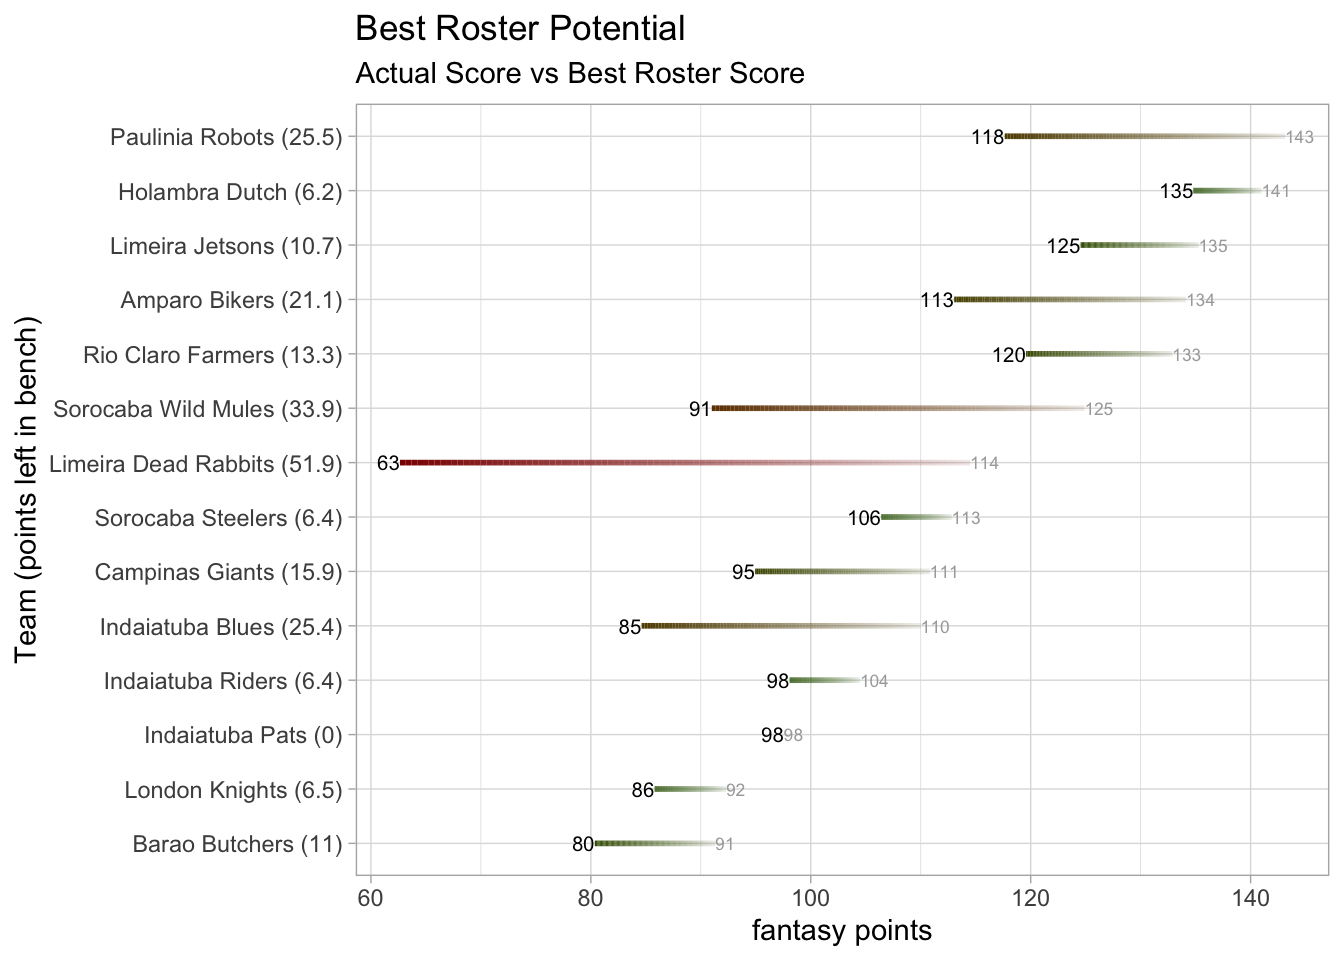 Best Roster Potential
Actual Score vs Best Roster Score
Team (points left in bench)
Paulinia Robots (25.5) 118 143
Holambra Dutch (6.2) 135 141
Limeira Jetsons (10.7) 125 135
Amparo Bikers (21.1) 113 134
Rio Claro Farmers (13.3) 120 133
Sorocaba Wild Mules (33.9) 91 125
Limeira Dead Rabbits (51.9) 63 114
Sorocaba Steelers (6.4) 106 113
Campinas Giants (15.9) 95 111
Indaiatuba Blues (25.4) 85 110
Indaiatuba Riders (6.4) 98 104
Indaiatuba Pats (0) 98 98
London Knights (6.5) 86 92
Barao Butchers (11) 80 91
60 80 100 120 140
fantasy points